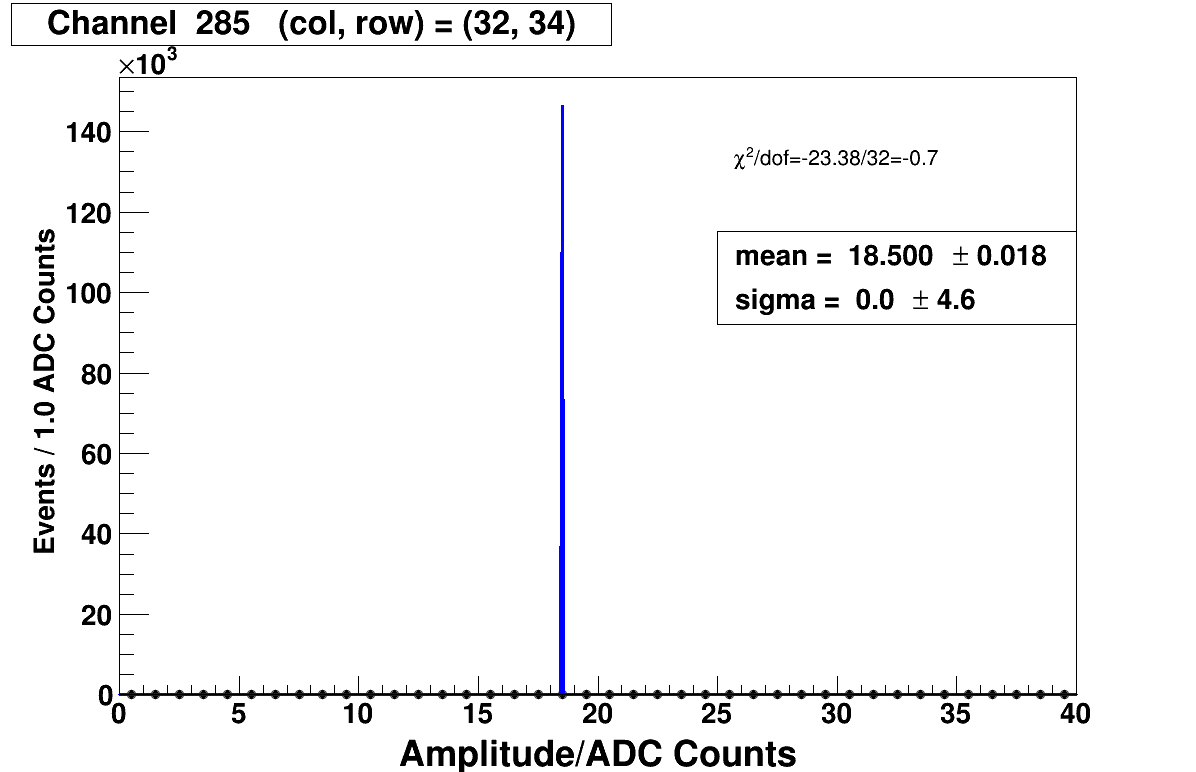 Channel 285 (col, row) = (32, 34)
×10³
140
120
100
80
60
40
20
0
Events / 1.0 ADC Counts
χ²/dof=-23.38/32=-0.7
mean = 18.500 ± 0.018
sigma = 0.0 ± 4.6
0 5 10 15 20 25 30 35 40
Amplitude/ADC Counts